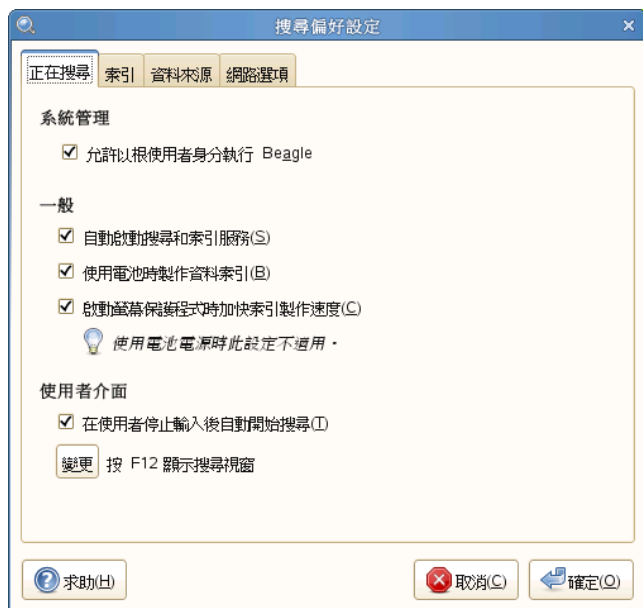 搜尋偏好設定
正在搜尋 索引 資料來源 網路選項
系統管理
允許以根使用者身分執行 Beagle
一般
自動啟動搜尋和索引服務(S)
使用電池時製作資料索引(B)
啟動螢幕保護程式時加快索引製作速度(C)
使用電池電源時此設定不適用。
使用者介面
在使用者停止輸入後自動開始搜尋(T)
變更 按 F12 顯示搜尋視窗
求助(H) 取消(C) 確定(O)